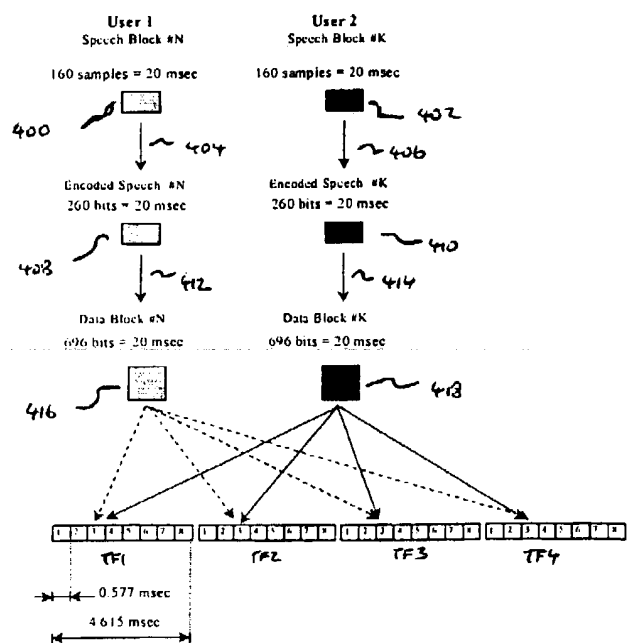 User 1 User 2
Speech Block #N Speech Block #K
160 samples = 20 msec 160 samples = 20 msec
400 402
404 406
Encoded Speech #N Encoded Speech #K
260 bits = 20 msec 260 bits = 20 msec
408 410
412 414
Data Block #N Data Block #K
696 bits = 20 msec 696 bits = 20 msec
416 418
1 2 3 4 5 6 7 8 1 2 3 4 5 6 7 8 1 2 3 4 5 6 7 8 1 2 3 4 5 6 7 8
TF1 TF2 TF3 TF4
0.577 msec
4 615 msec